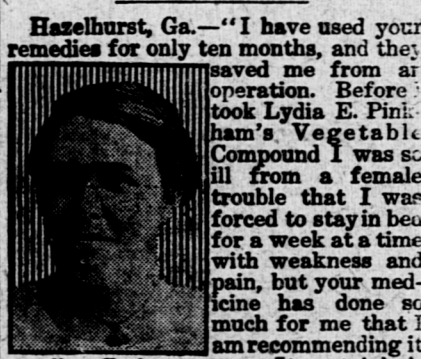 Hazelhurst, Ga.—"I have used your
remedies for only ten months, and they
saved me from an
operation. Before
took Lydia E. Pink-
ham's Vegetable
Compound I was so
ill from a female
trouble that I was
forced to stay in bed
for a week at a time
with weakness and
pain, but your med-
icine has done so
much for me that I
am recommending it